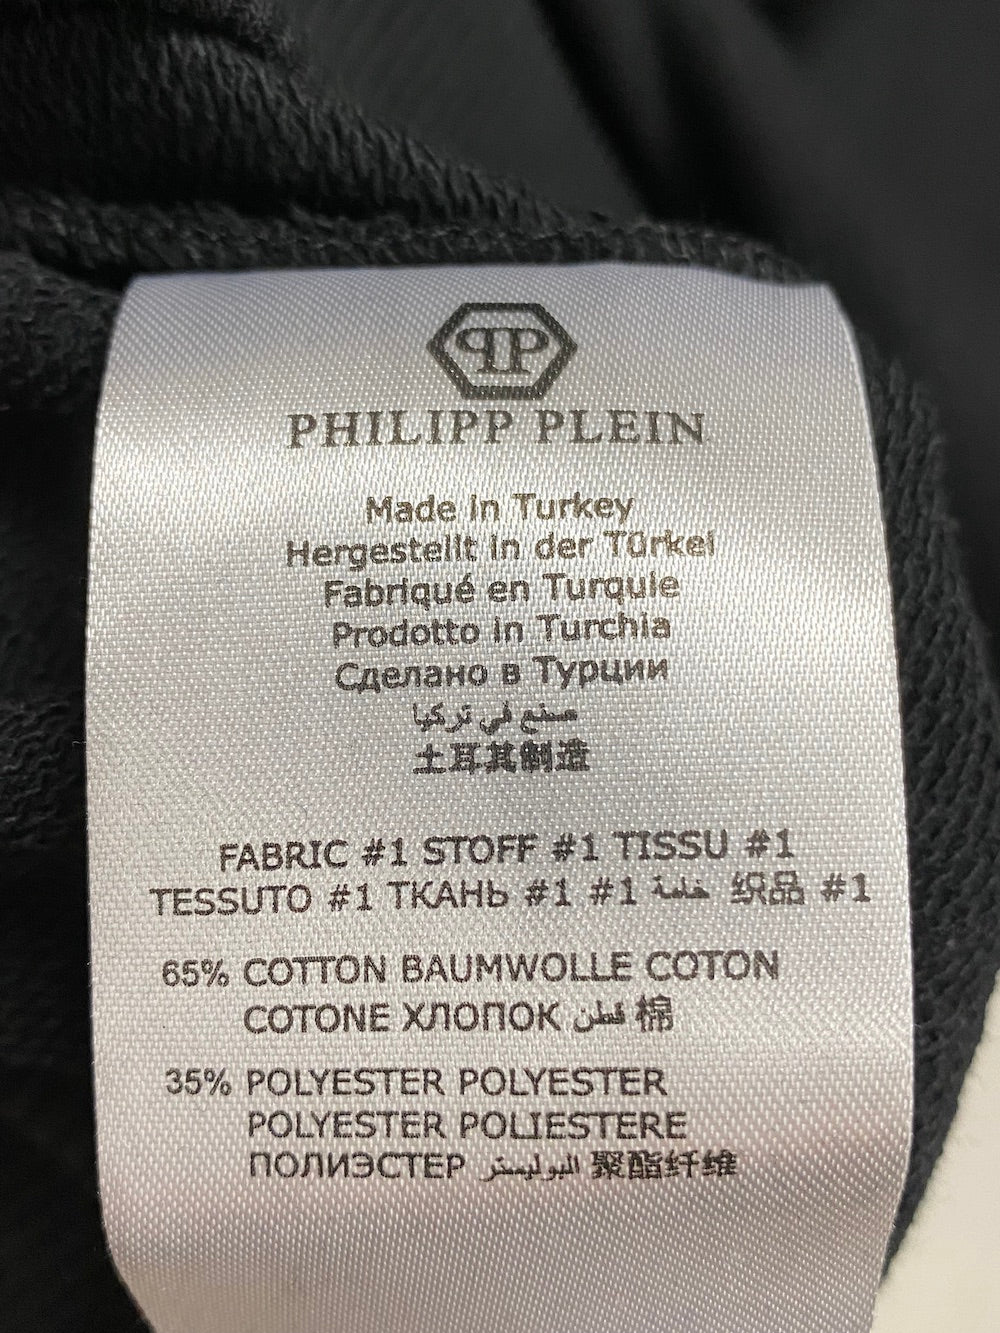 PHILIPP PLEIN
Made in Turkey
Hergestellt in der Türkei
Fabriqué en Turquie
Prodotto in Turchia
Сделано в Турции
صنع في تركيا
土耳其制造
FABRIC #1 STOFF #1 TISSU #1
TESSUTO #1 ТКАНЬ #1 #1 خامة 织品 #1
65% COTTON BAUMWOLLE COTON
COTONE ХЛОПОК قطن 棉
35% POLYESTER POLYESTER
POLYESTER POLIESTERE
ПОЛИЭСТЕР البوليستر 聚酯纤维